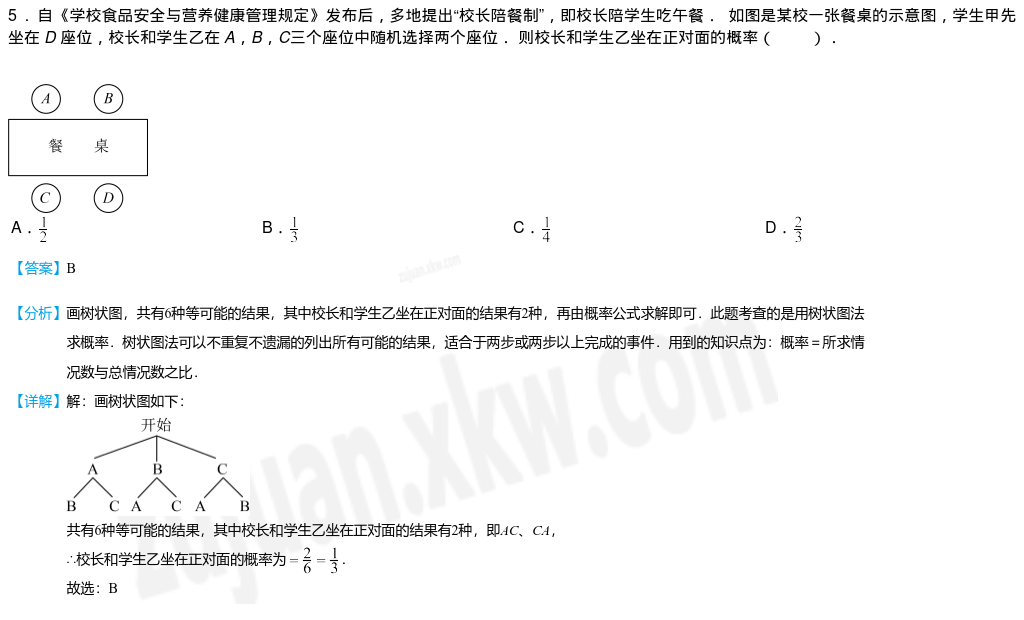 5．自《学校食品安全与营养健康管理规定》发布后，多地提出“校长陪餐制”，即校长陪学生吃午餐． 如图是某校一张餐桌的示意图，学生甲先
坐在 D 座位，校长和学生乙在 A，B，C三个座位中随机选择两个座位．则校长和学生乙坐在正对面的概率（  ）．
A B
餐 桌
C D
A．1/2 B．1/3 C．1/4 D．2/3
【答案】B
zujuan.xkw.com
【分析】画树状图，共有6种等可能的结果，其中校长和学生乙坐在正对面的结果有2种，再由概率公式求解即可．此题考查的是用树状图法
求概率．树状图法可以不重复不遗漏的列出所有可能的结果，适合于两步或两步以上完成的事件．用到的知识点为：概率＝所求情
况数与总情况数之比．
【详解】解：画树状图如下：
开始
A B C
B C A C A B
共有6种等可能的结果，其中校长和学生乙坐在正对面的结果有2种，即AC、CA，
∴校长和学生乙坐在正对面的概率为＝2/6＝1/3．
故选：B
zujuan.xkw.com